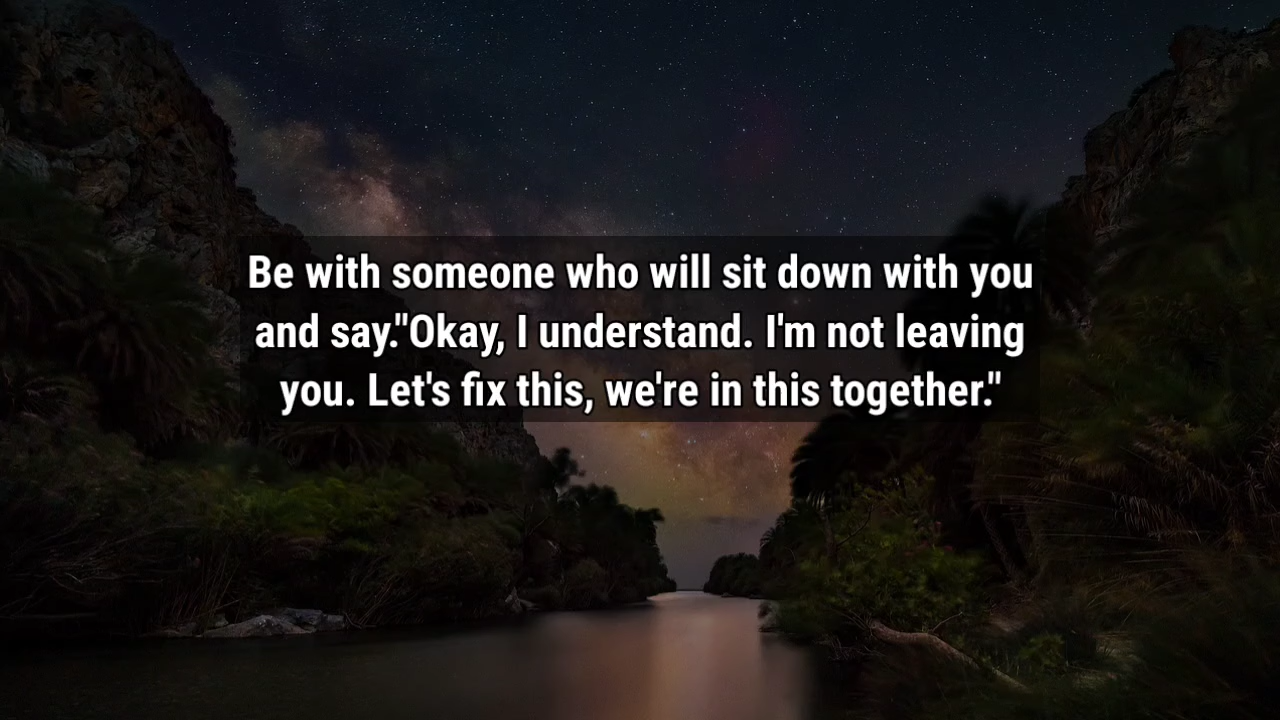 Be with someone who will sit down with you
and say."Okay, I understand. I'm not leaving
you. Let's fix this, we're in this together."